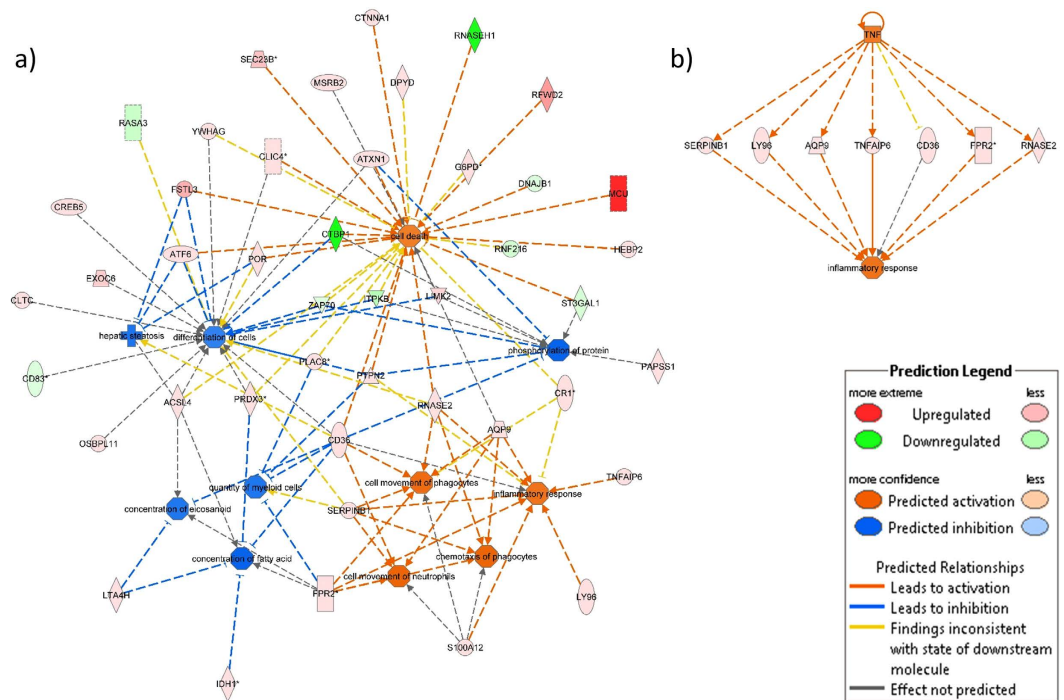 a)
b)
CTNNA1
RNASEH1
TNF
SEC23B*
MSRB2
DPYD
RFWD2
RASA3
YWHAG
CLIC4*
ATXN1
G6PD*
SERPINB1
LY96
AQP9
TNFAIP6
CD36
FPR2*
RNASE2
FSTL3
DNAJB1
MCU
CREB5
CTBP1
cell death
RNF216
HEBP2
ATF6
POR
inflammatory response
EXOC6
CLTC
ZAP70
LIMK2
ST3GAL1
hepatic steatosis
differentiation of cells
phosphorylation of protein
CD83*
PLAC8*
PTPN2
PAPSS1
ACSL4
PRDX3*
RNASE2
CR1*
OSBPL11
CD36
AQP9
TNFAIP6
quantity of myeloid cells
cell movement of phagocytes
inflammatory response
concentration of eicosanoid
SERPINB1
concentration of fatty acid
chemotaxis of phagocytes
cell movement of neutrophils
LTA4H
FPR2*
LY96
S100A12
IDH1*
Prediction Legend
more extreme
less
Upregulated
Downregulated
more confidence
less
Predicted activation
Predicted inhibition
Predicted Relationships
Leads to activation
Leads to inhibition
Findings inconsistent
with state of downstream
molecule
Effect not predicted